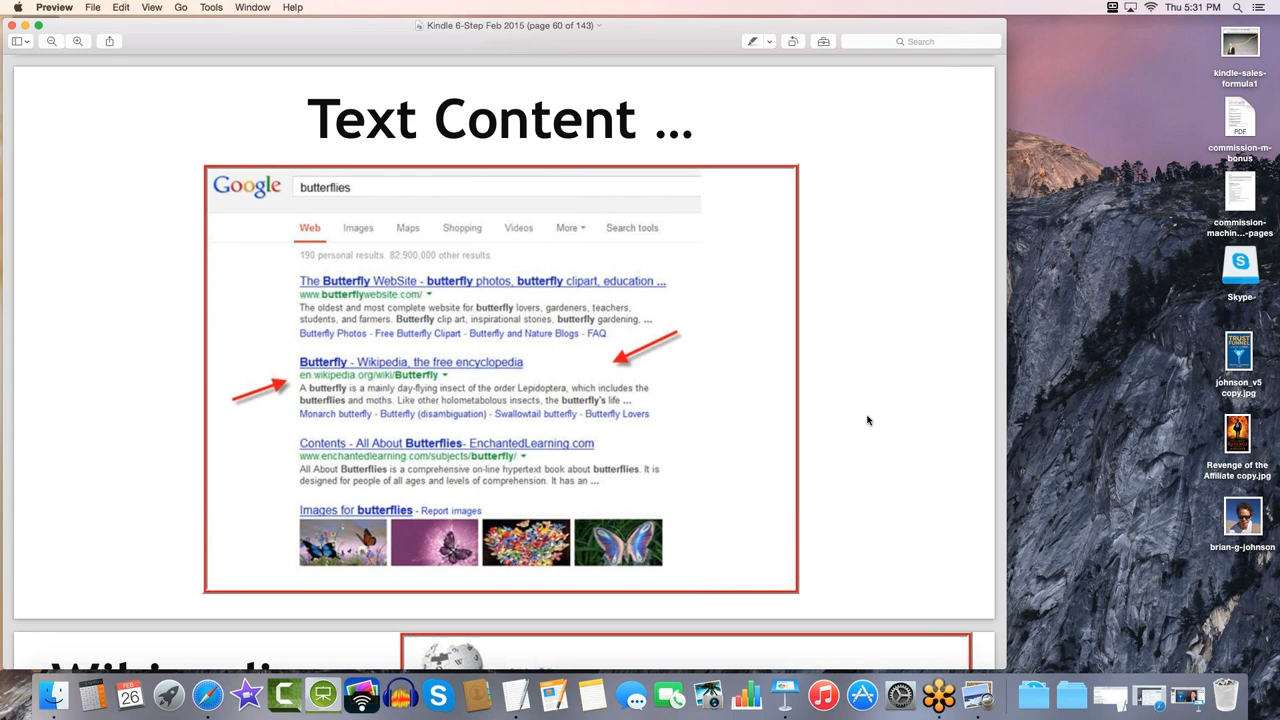 Preview File Edit View Go Tools Window Help
Thu 5:31 PM
Kindle 6-Step Feb 2015 (page 60 of 143)
Search
Text Content ...
Google
butterflies
Web Images Maps Shopping Videos More Search tools
190 personal results. 82,900,000 other results.
The Butterfly WebSite - butterfly photos, butterfly clipart, education ...
www.butterflywebsite.com/
The oldest and most complete website for butterfly lovers, gardeners, teachers,
students, and farmers. Butterfly clip art, inspirational stories, butterfly gardening, ...
Butterfly Photos - Free Butterfly Clipart - Butterfly and Nature Blogs - FAQ
Butterfly - Wikipedia, the free encyclopedia
en.wikipedia.org/wiki/Butterfly
A butterfly is a mainly day-flying insect of the order Lepidoptera, which includes the
butterflies and moths. Like other holometabolous insects, the butterfly's life ...
Monarch butterfly - Butterfly (disambiguation) - Swallowtail butterfly - Butterfly Lovers
Contents - All About Butterflies- EnchantedLearning.com
www.enchantedlearning.com/subjects/butterfly/
All About Butterflies is a comprehensive on-line hypertext book about butterflies. It is
designed for people of all ages and levels of comprehension. It has an ...
Images for butterflies - Report images
kindle-sales-
formula1
PDF
commission-m-
bonus
commission-
machin...-pages
Skype-
TRUST
FUNNEL
johnson_v5
copy.jpg
Revenge of the
Affiliate copy.jpg
brian-g-johnson
FEB
26